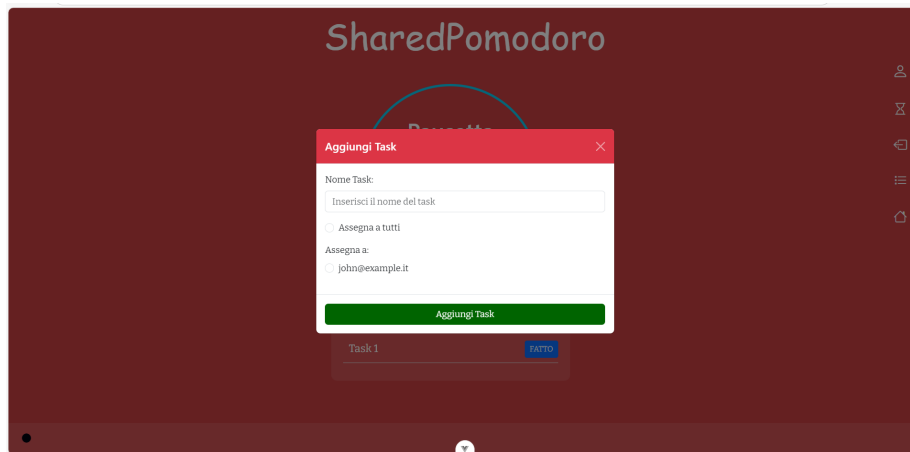 SharedPomodoro
Aggiungi Task
Nome Task:
Inserisci il nome del task
Assegna a tutti
Assegna a:
john@example.it
Aggiungi Task
Task 1
FATTO